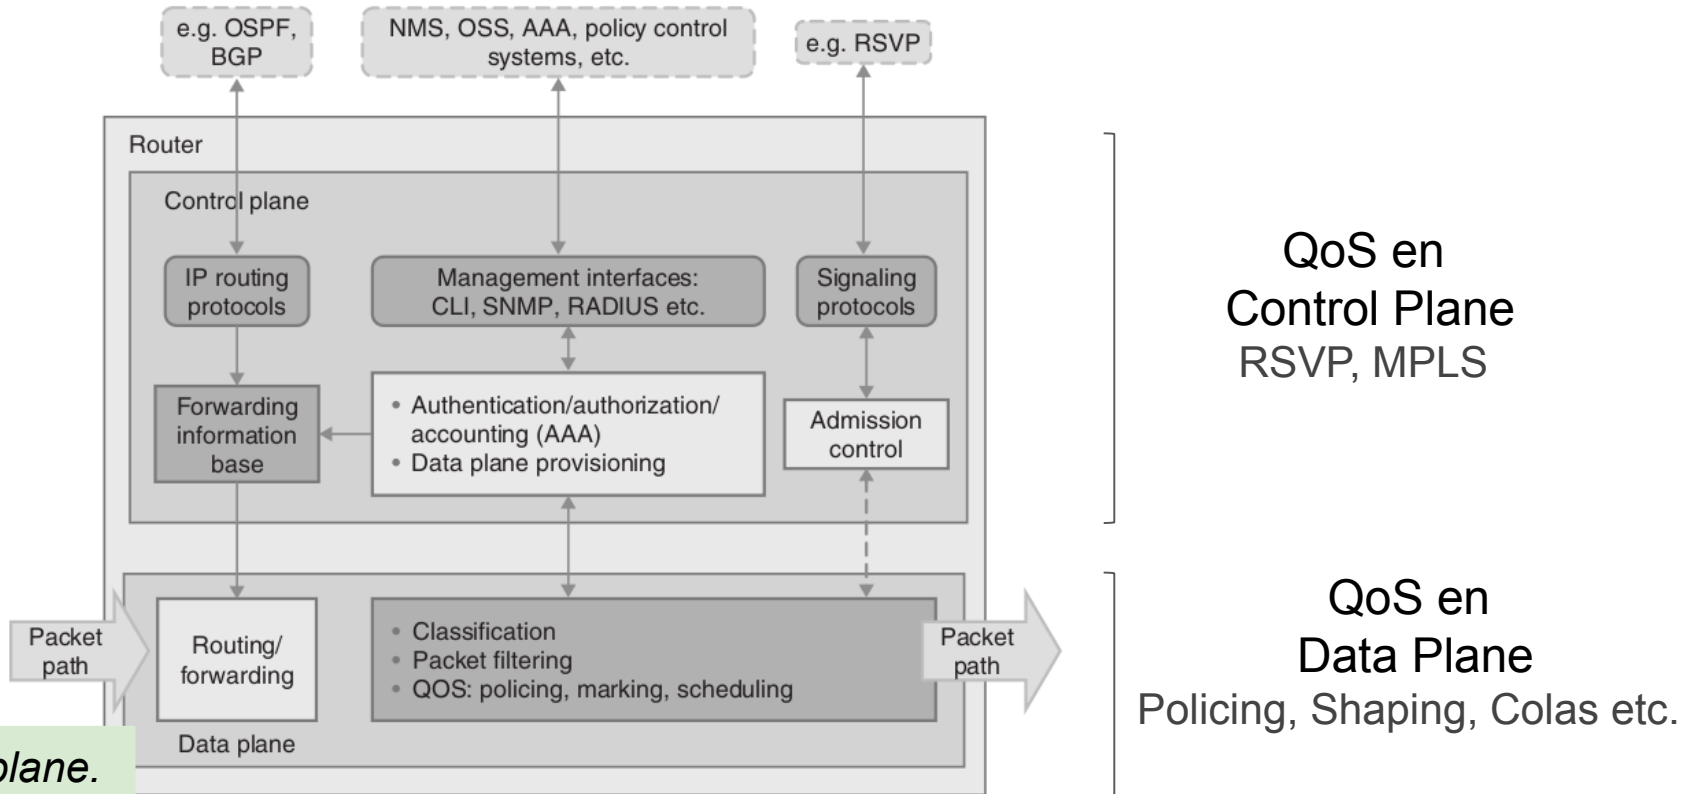 e.g. OSPF,
BGP
NMS, OSS, AAA, policy control
systems, etc.
e.g. RSVP
Router
Control plane
IP routing
protocols
Management interfaces:
CLI, SNMP, RADIUS etc.
Signaling
protocols
Forwarding
information
base
• Authentication/authorization/
accounting (AAA)
• Data plane provisioning
Admission
control
QoS en
Control Plane
RSVP, MPLS
Packet
path
Routing/
forwarding
• Classification
• Packet filtering
• QOS: policing, marking, scheduling
Packet
path
Data plane
QoS en
Data Plane
Policing, Shaping, Colas etc.
plane.